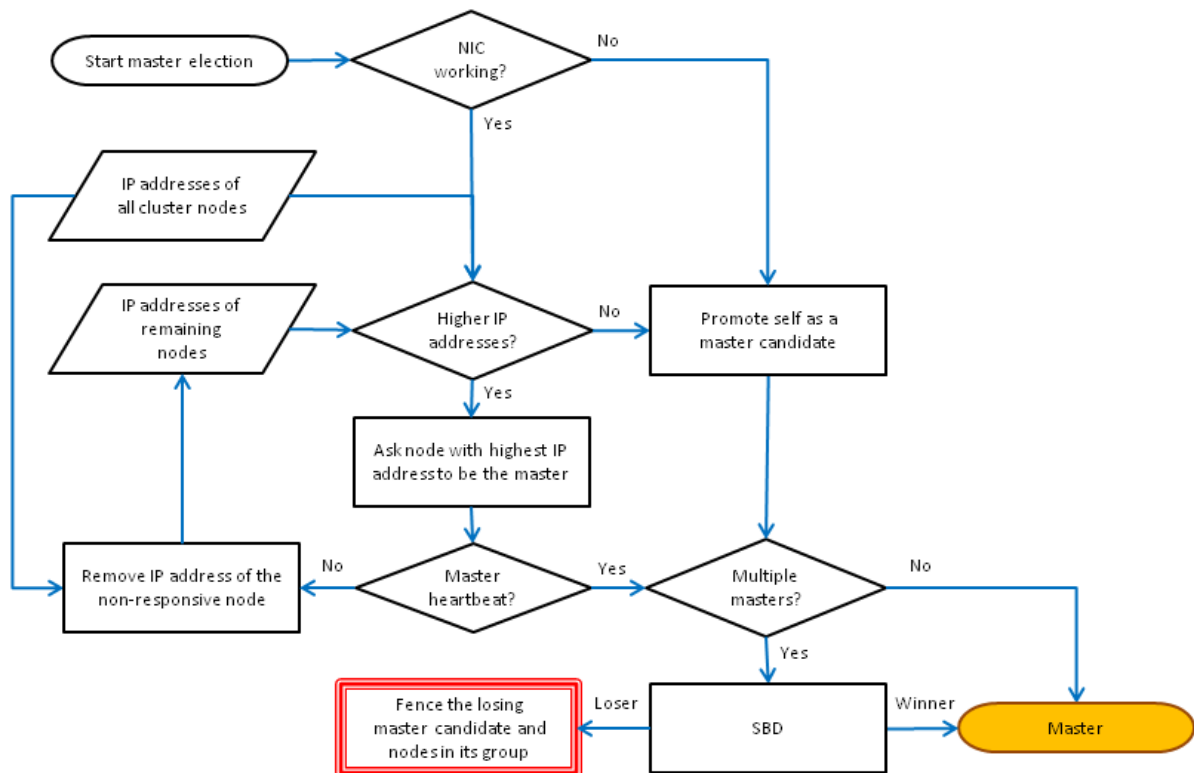 Start master election
NIC
working?
No
Yes
IP addresses of
all cluster nodes
IP addresses of
remaining
nodes
Higher IP
addresses?
No
Promote self as a
master candidate
Yes
Ask node with highest IP
address to be the master
Remove IP address of the
non-responsive node
No
Master
heartbeat?
Yes
Multiple
masters?
No
Yes
Fence the losing
master candidate and
nodes in its group
Loser
SBD
Winner
Master